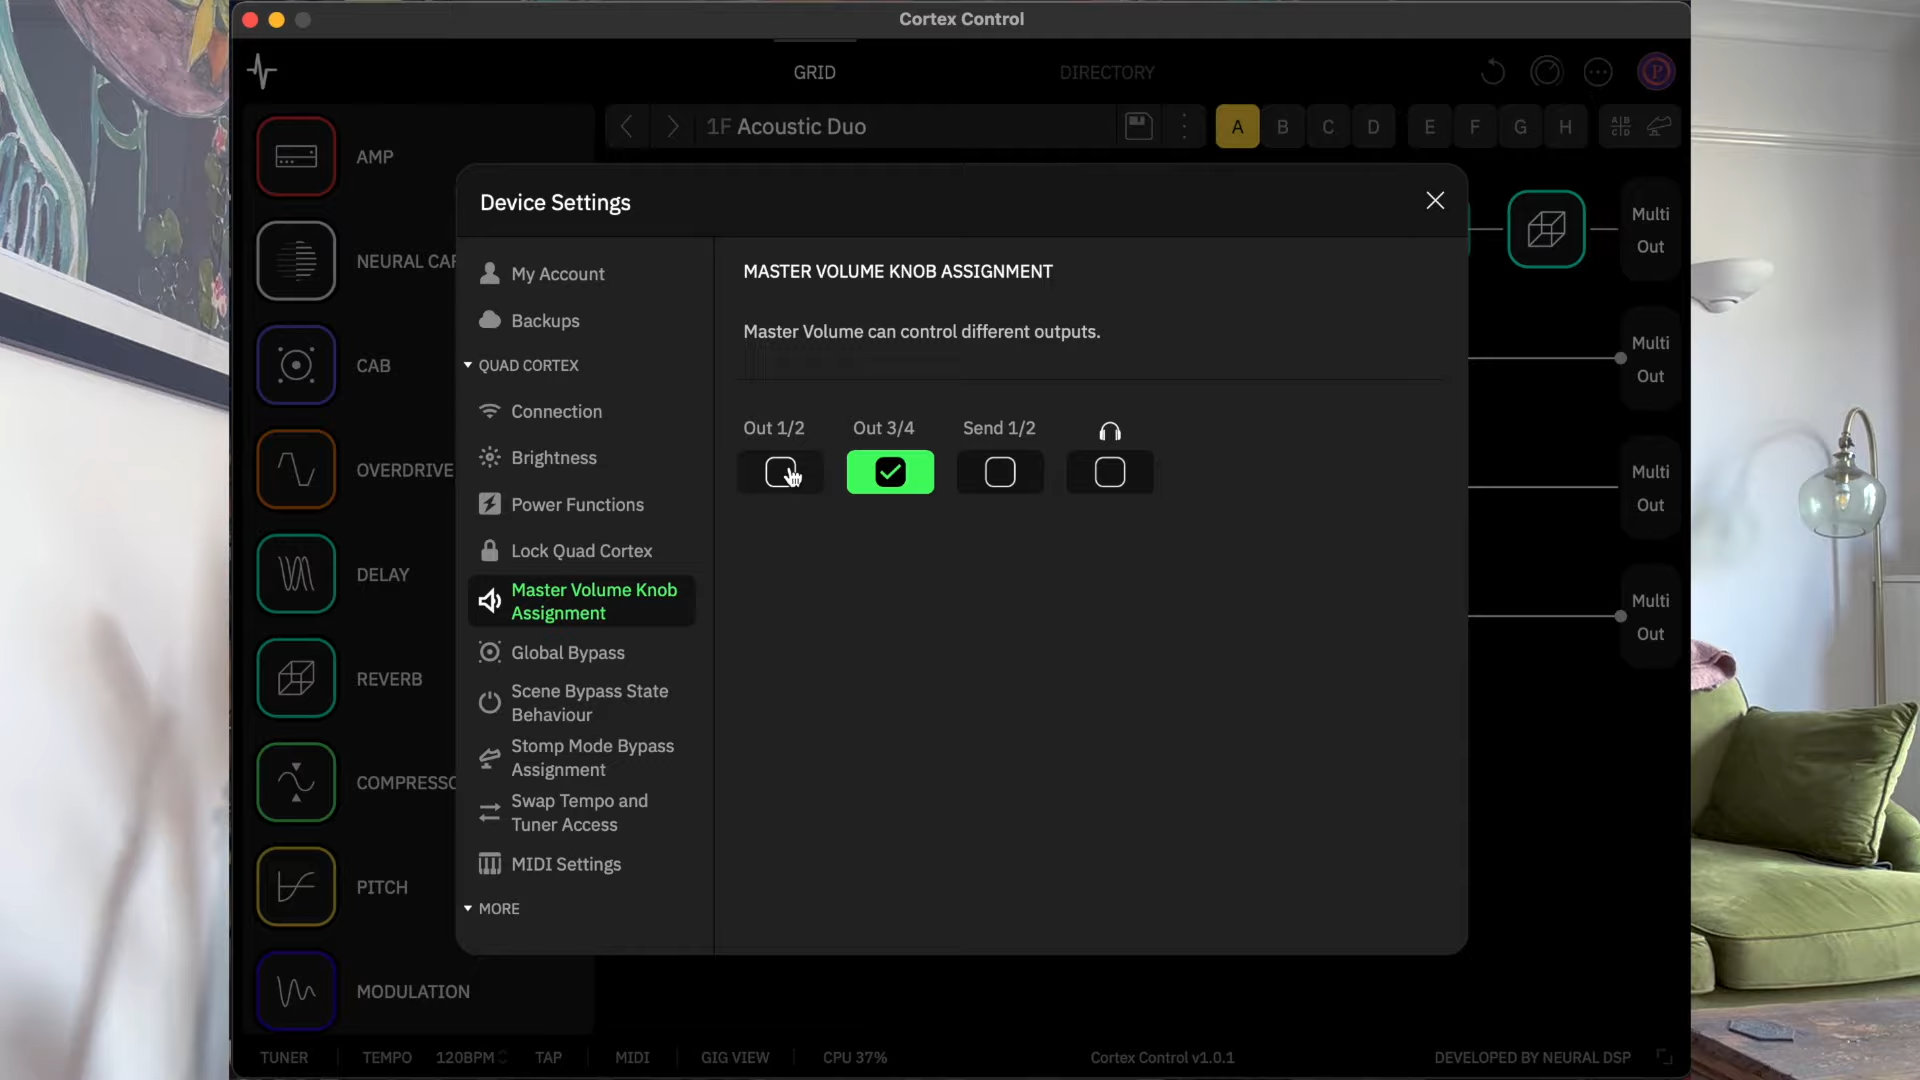 Cortex Control
GRID
DIRECTORY
P
1F Acoustic Duo
A
B
C
D
E
F
G
H
AMP
NEURAL CAP
CAB
OVERDRIVE
DELAY
REVERB
COMPRESSO
PITCH
MODULATION
Device Settings
My Account
Backups
QUAD CORTEX
Connection
Brightness
Power Functions
Lock Quad Cortex
Master Volume Knob
Assignment
Global Bypass
Scene Bypass State
Behaviour
Stomp Mode Bypass
Assignment
Swap Tempo and
Tuner Access
MIDI Settings
MORE
MASTER VOLUME KNOB ASSIGNMENT
Master Volume can control different outputs.
Out 1/2
Out 3/4
Send 1/2
Multi
Out
Multi
Out
Multi
Out
Multi
Out
TUNER
TEMPO
120BPM
TAP
MIDI
GIG VIEW
CPU 37%
Cortex Control v1.0.1
DEVELOPED BY NEURAL DSP